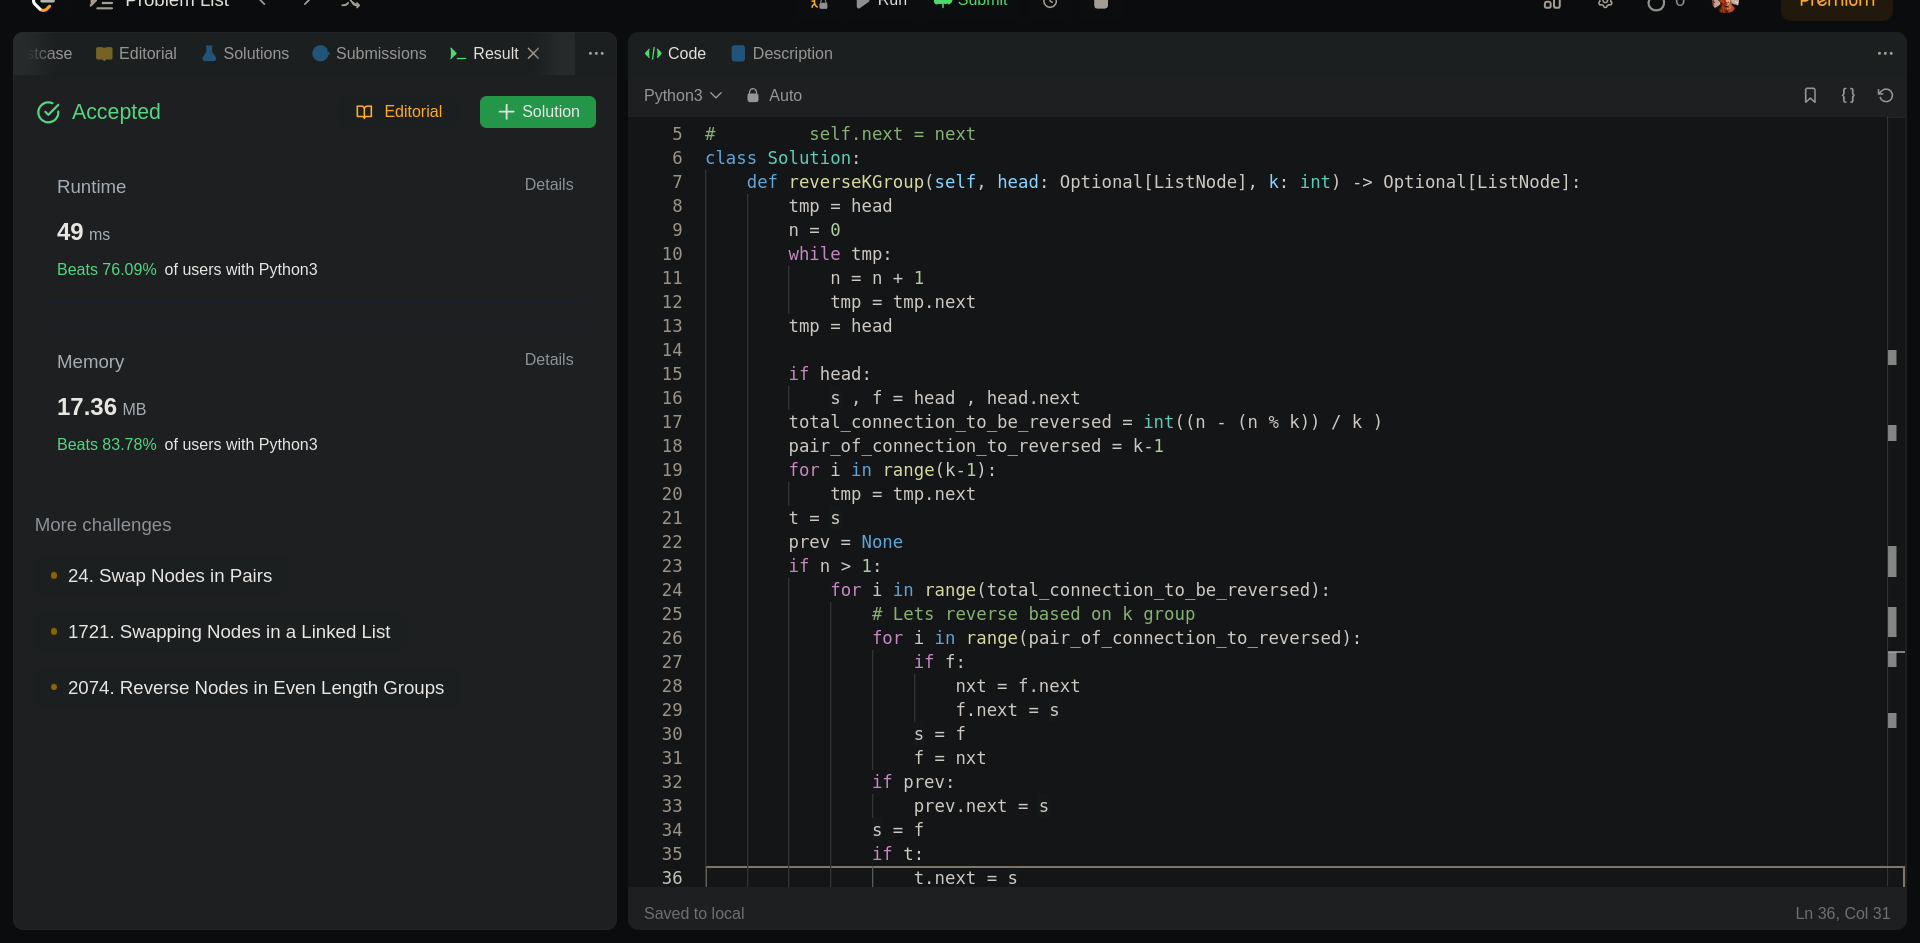 Problem List
Run
Submit
0
Premium
stcase
Editorial
Solutions
Submissions
Result
Accepted
Editorial
Solution
Runtime
Details
49 ms
Beats 76.09% of users with Python3
Memory
Details
17.36 MB
Beats 83.78% of users with Python3
More challenges
24. Swap Nodes in Pairs
1721. Swapping Nodes in a Linked List
2074. Reverse Nodes in Even Length Groups
Code
Description
Python3
Auto
5 #         self.next = next
6 class Solution:
7     def reverseKGroup(self, head: Optional[ListNode], k: int) -> Optional[ListNode]:
8         tmp = head
9         n = 0
10         while tmp:
11             n = n + 1
12             tmp = tmp.next
13         tmp = head
14
15         if head:
16             s , f = head , head.next
17         total_connection_to_be_reversed = int((n - (n % k)) / k )
18         pair_of_connection_to_reversed = k-1
19         for i in range(k-1):
20             tmp = tmp.next
21         t = s
22         prev = None
23         if n > 1:
24             for i in range(total_connection_to_be_reversed):
25                 # Lets reverse based on k group
26                 for i in range(pair_of_connection_to_reversed):
27                     if f:
28                         nxt = f.next
29                         f.next = s
30                     s = f
31                     f = nxt
32                 if prev:
33                     prev.next = s
34                 s = f
35                 if t:
36                     t.next = s
Saved to local
Ln 36, Col 31